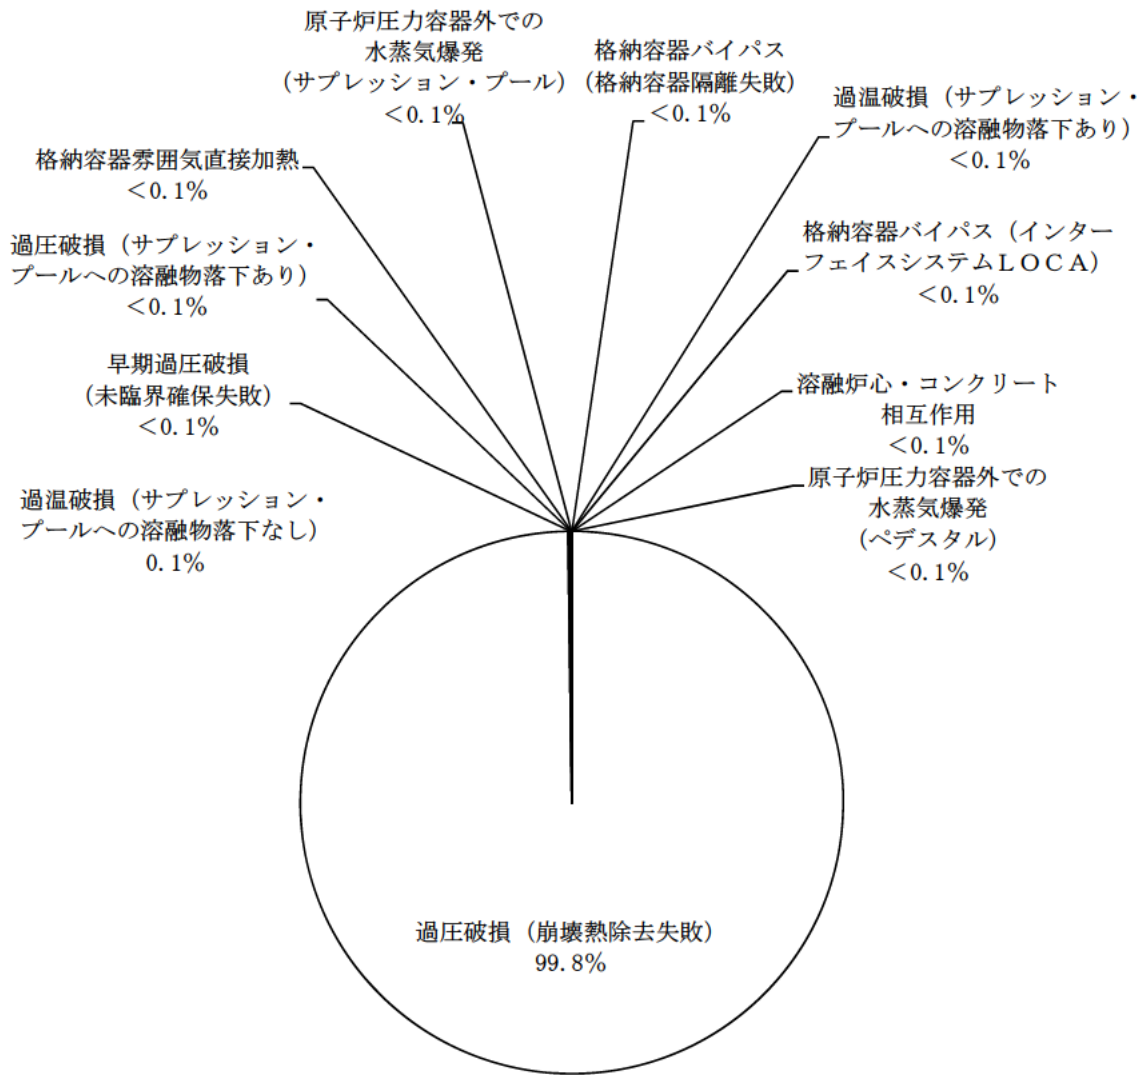 原子炉圧力容器外での
水蒸気爆発
（サプレッション・プール）
＜0.1%
格納容器バイパス
（格納容器隔離失敗）
＜0.1%
過温破損（サプレッション・
プールへの溶融物落下あり）
＜0.1%
格納容器雰囲気直接加熱
＜0.1%
過圧破損（サプレッション・
プールへの溶融物落下あり）
＜0.1%
格納容器バイパス（インター
フェイスシステムＬＯＣＡ）
＜0.1%
早期過圧破損
（未臨界確保失敗）
＜0.1%
溶融炉心・コンクリート
相互作用
＜0.1%
過温破損（サプレッション・
プールへの溶融物落下なし）
0.1%
原子炉圧力容器外での
水蒸気爆発
（ペデスタル）
＜0.1%
過圧破損（崩壊熱除去失敗）
99.8%